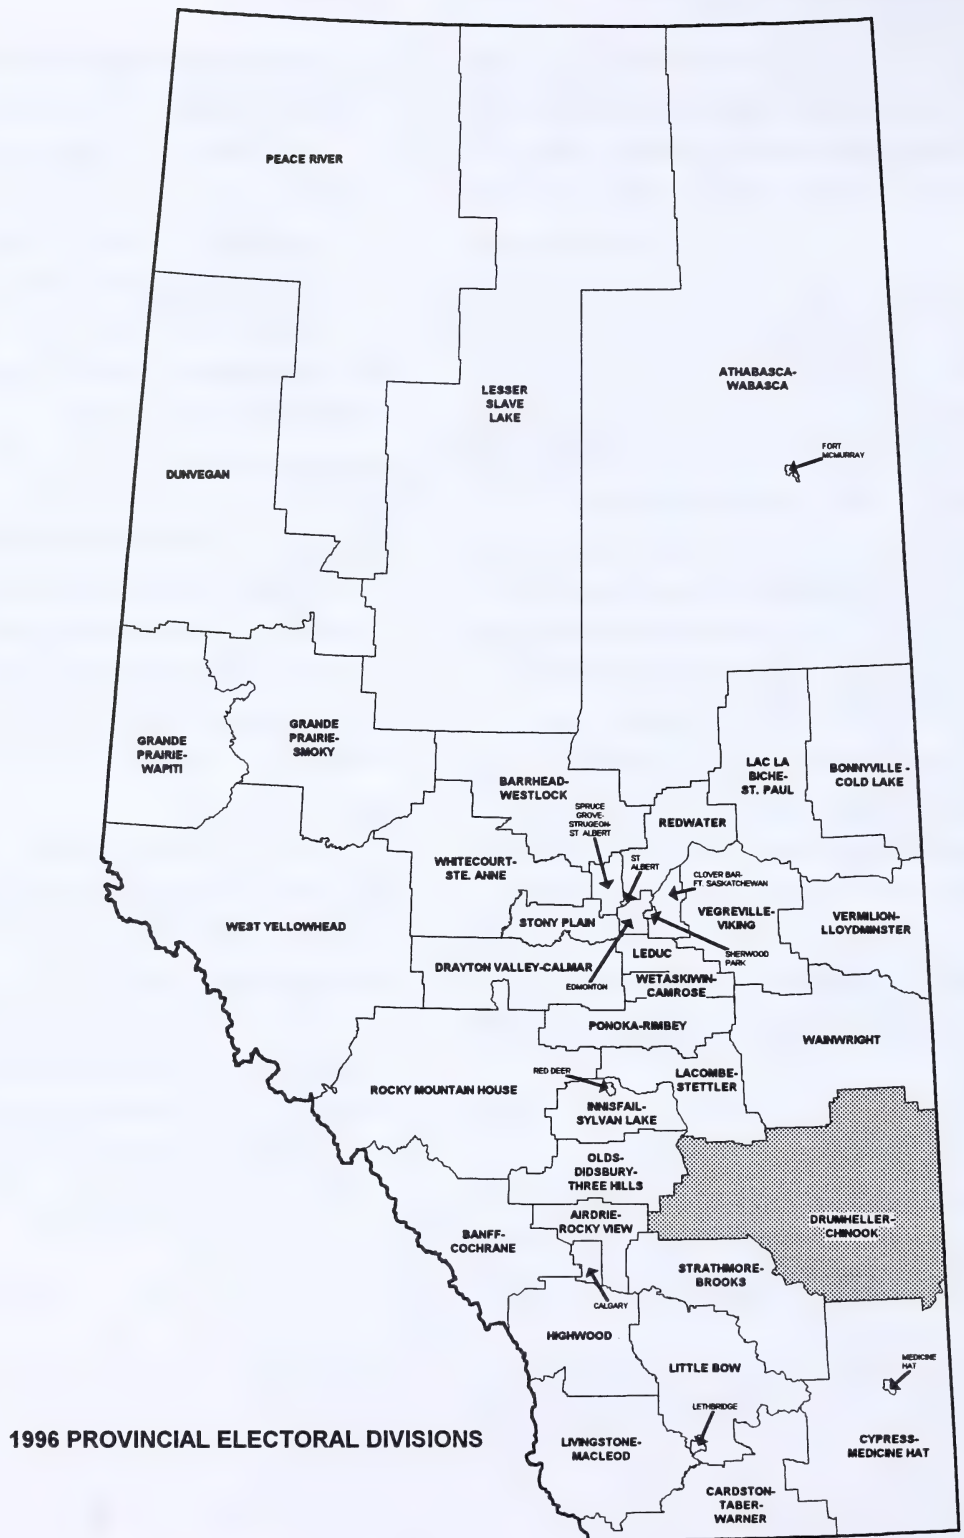 PEACE RIVER
ATHABASCA-
WABASCA
LESSER
SLAVE
LAKE
FORT
MCMURRAY
DUNVEGAN
GRANDE
PRAIRIE-
SMOKY
GRANDE
PRAIRIE-
WAPITI
LAC LA
BICHE-
ST. PAUL
BONNYVILLE -
COLD LAKE
BARRHEAD-
WESTLOCK
SPRUCE
GROVE-
STRUGEON-
ST ALBERT
REDWATER
WHITECOURT-
STE. ANNE
ST
ALBERT
CLOVER BAR-
FT. SASKATCHEWAN
VEGREVILLE-
VIKING
VERMILION-
LLOYDMINSTER
WEST YELLOWHEAD
STONY PLAIN
LEDUC
SHERWOOD
PARK
DRAYTON VALLEY-CALMAR
EDMONTON
WETASKIWIN-
CAMROSE
PONOKA-RIMBEY
WAINWRIGHT
RED DEER
LACOMBE-
STETTLER
ROCKY MOUNTAIN HOUSE
INNISFAIL-
SYLVAN LAKE
OLDS-
DIDSBURY-
THREE HILLS
AIRDRIE-
ROCKY VIEW
DRUMHELLER-
CHINOOK
BANFF-
COCHRANE
STRATHMORE-
BROOKS
CALGARY
HIGHWOOD
LITTLE BOW
MEDICINE
HAT
LETHBRIDGE
1996 PROVINCIAL ELECTORAL DIVISIONS
LIVINGSTONE-
MACLEOD
CYPRESS-
MEDICINE HAT
CARDSTON-
TABER-
WARNER